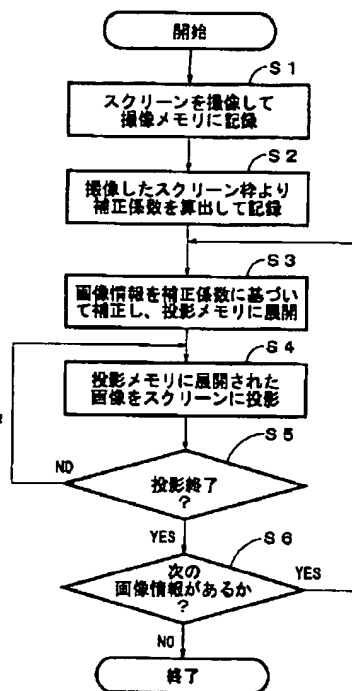 開始
S1
スクリーンを撮像して
撮像メモリに記録
S2
撮像したスクリーン枠より
補正係数を算出して記録
S3
画像情報を補正係数に基づい
て補正し、投影メモリに展開
S4
投影メモリに展開された
画像をスクリーンに投影
S5
投影終了
?
NO
YES
S6
次の
画像情報があるか
?
YES
NO
終了